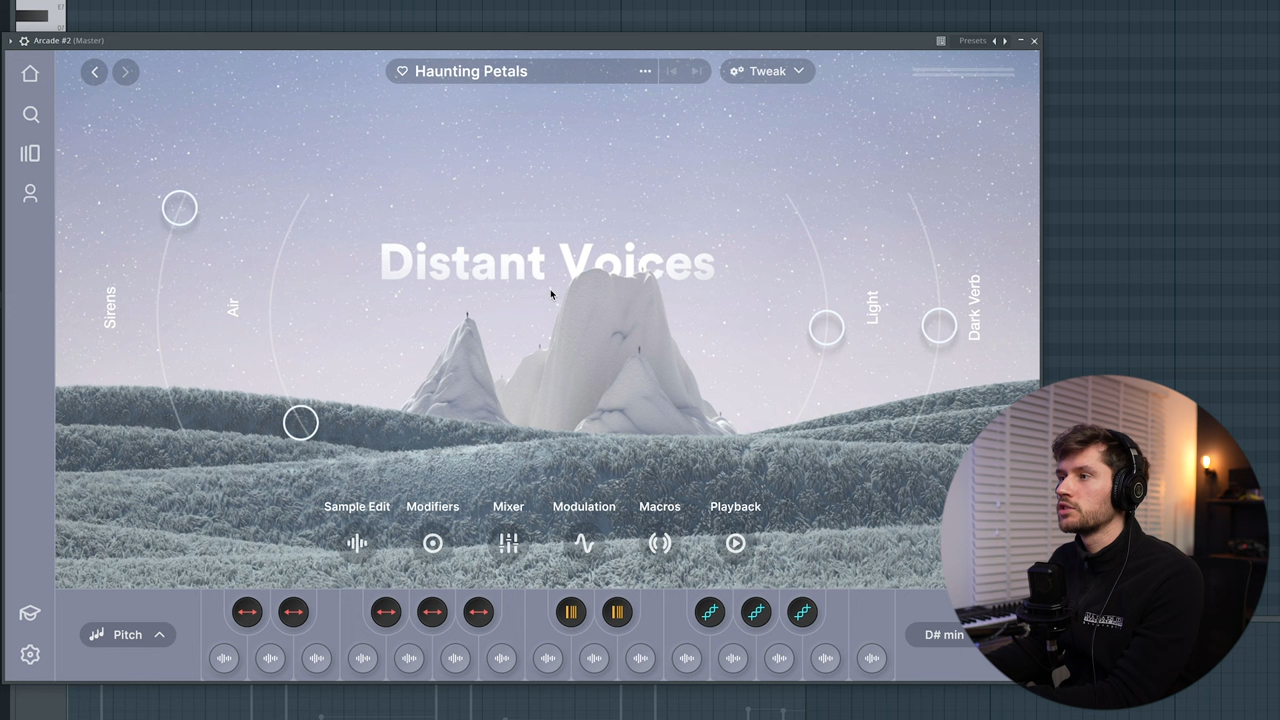 Arcade #2 (Master)
Presets
Haunting Petals
Tweak
Distant Voices
Sirens
Air
Light
Dark Verb
Sample Edit
Modifiers
Mixer
Modulation
Macros
Playback
Pitch
D# min